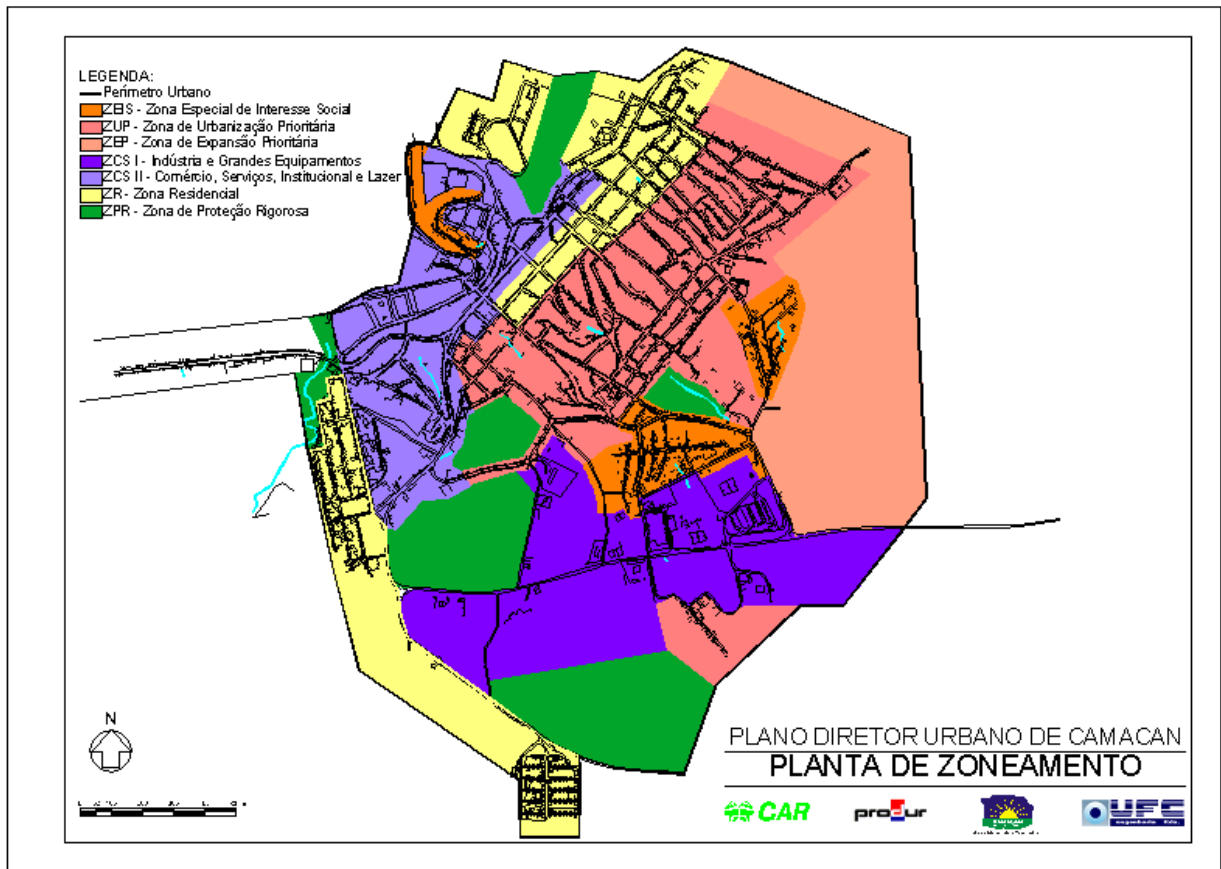 LEGENDA:
Perímetro Urbano
ZEIS - Zona Especial de Interesse Social
ZUP - Zona de Urbanização Prioritária
ZEP - Zona de Expansão Prioritária
ZCS I - Indústria e Grandes Equipamentos
ZCS II - Comércio, Serviços, Institucional e Lazer
ZR - Zona Residencial
ZPR - Zona de Proteção Rigorosa
N
PLANO DIRETOR URBANO DE CAMACAN
PLANTA DE ZONEAMENTO
CAR
UFC